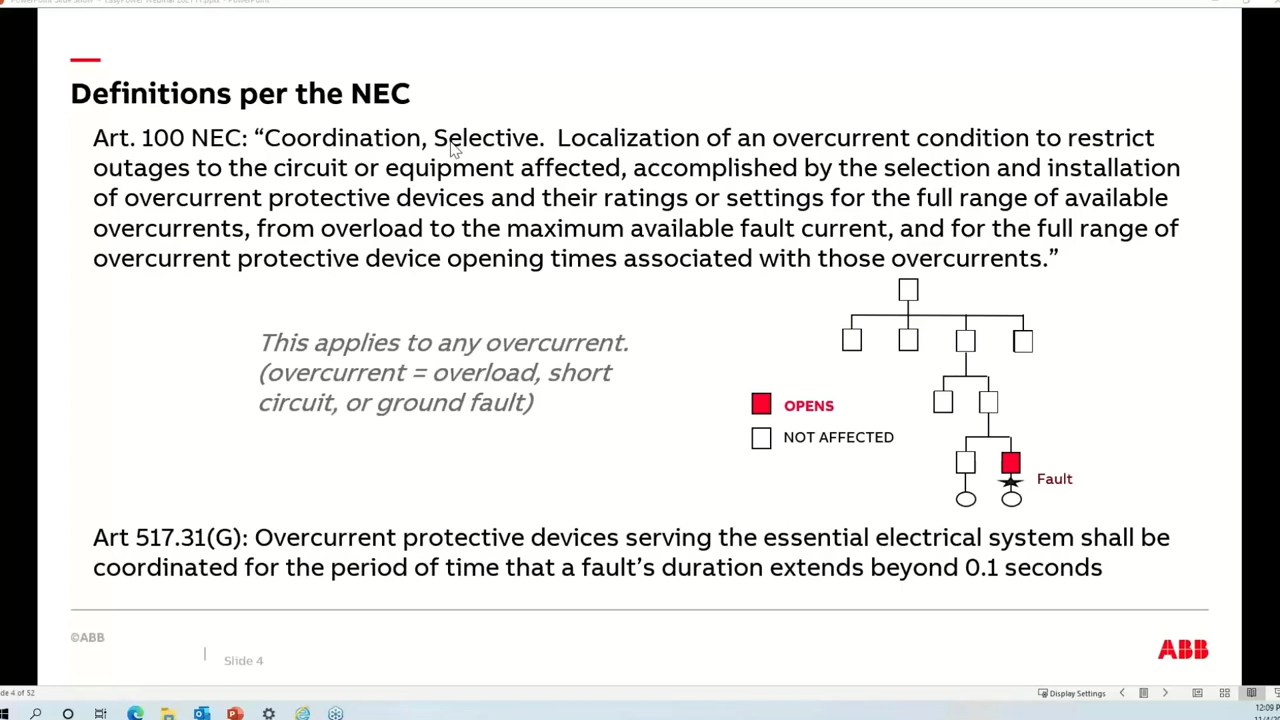 Definitions per the NEC
Art. 100 NEC: “Coordination, Selective.  Localization of an overcurrent condition to restrict
outages to the circuit or equipment affected, accomplished by the selection and installation
of overcurrent protective devices and their ratings or settings for the full range of available
overcurrents, from overload to the maximum available fault current, and for the full range of
overcurrent protective device opening times associated with those overcurrents.”
This applies to any overcurrent.
(overcurrent = overload, short
circuit, or ground fault)
OPENS
NOT AFFECTED
Fault
Art 517.31(G): Overcurrent protective devices serving the essential electrical system shall be
coordinated for the period of time that a fault’s duration extends beyond 0.1 seconds
©ABB
Slide 4
ABB
de 4 of 52
Display Settings
12:09 P